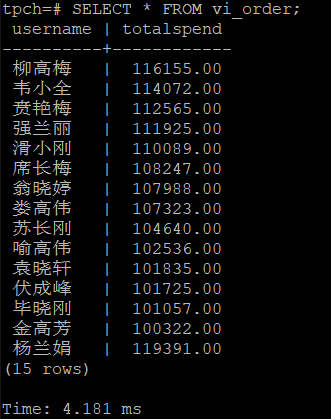 tpch=# SELECT * FROM vi_order;
 username | totalspend
----------+------------
 柳高梅   |  116155.00
 韦小全   |  114072.00
 贲艳梅   |  112565.00
 强兰丽   |  111925.00
 滑小刚   |  110089.00
 席长梅   |  108247.00
 翁晓婷   |  107988.00
 娄高伟   |  107323.00
 苏长刚   |  104640.00
 喻高伟   |  102536.00
 袁晓轩   |  101835.00
 伏成峰   |  101725.00
 毕晓刚   |  101057.00
 金高芳   |  100322.00
 杨兰娟   |  119391.00
(15 rows)
Time: 4.181 ms